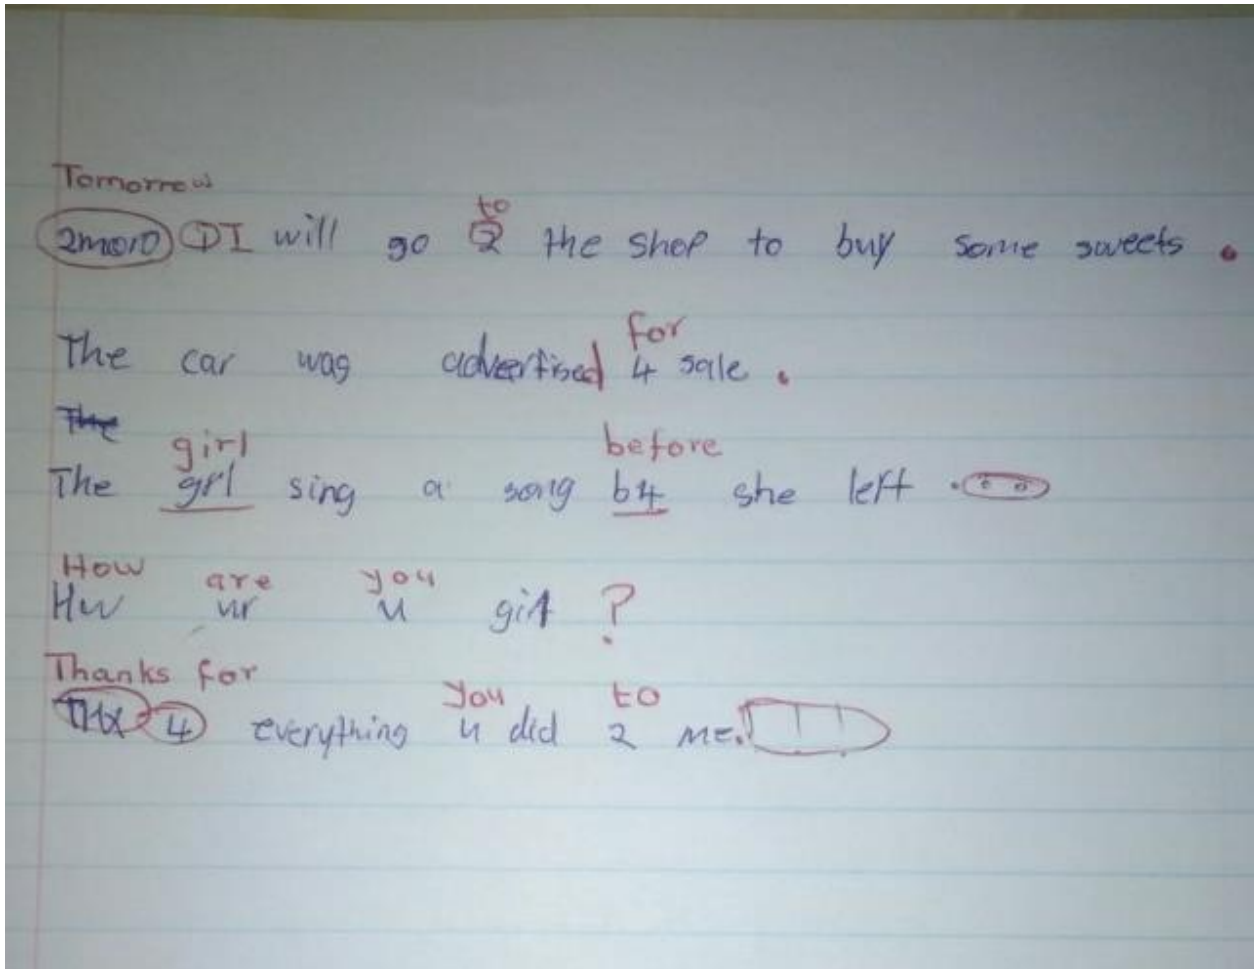 Tomorrow
to
2moro I will go 2 the shop to buy some sweets .
for
The car was advertised 4 sale .
The
girl before
The grl sing a song b4 she left .
How are you
Hw ur u girl ?
Thanks for
you to
THX 4 everything u did 2 me.